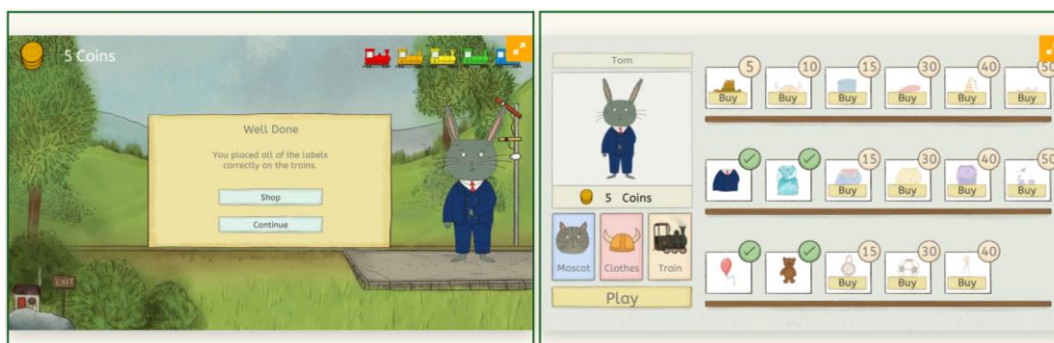 5 Coins
Well Done
You placed all of the labels
correctly on the trains.
Shop
Continue
EXIT
Tom
5 Coins
Mascot Clothes Train
Play
5 10 15 30 40 50
Buy Buy Buy Buy Buy Buy
15 30 40 50
Buy Buy Buy Buy
15 30 40
Buy Buy Buy